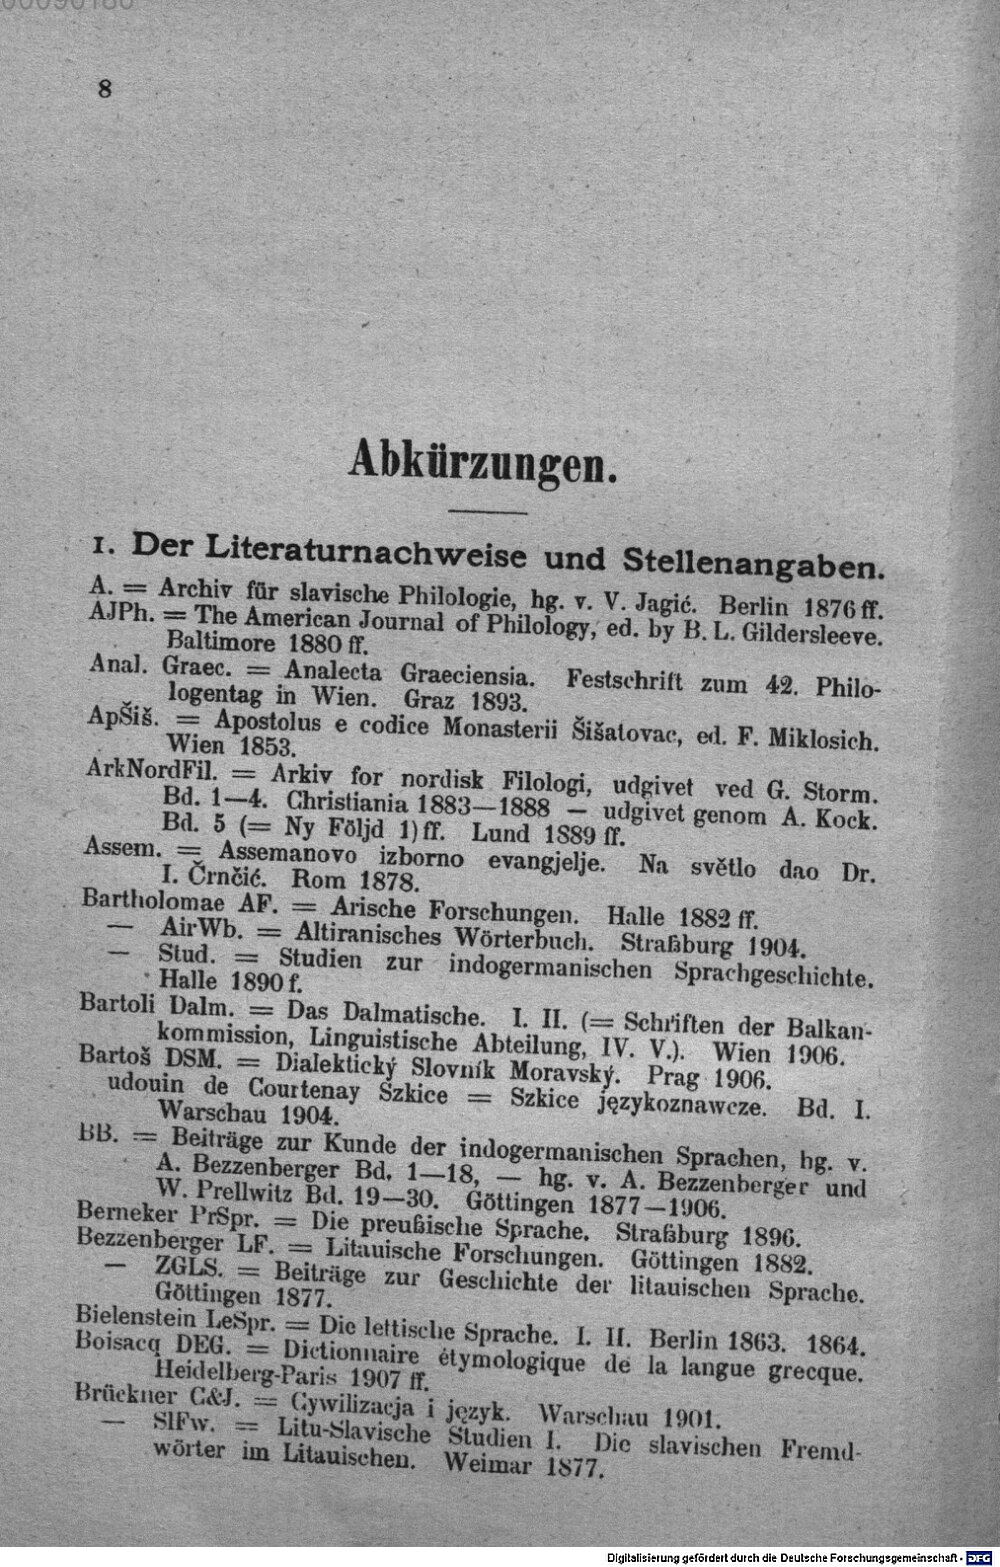 8
Abkürzungen.
1. Der Literaturnachweise und Stellenangaben.
A. = Archiv für slavische Philologie, hg. v. V. Jagić. Berlin 1876 ff.
AJPh. = The American Journal of Philology, ed. by B. L. Gildersleeve.
Baltimore 1880 ff.
Anal. Graec. = Analecta Graeciensia. Festschrift zum 42. Philo-
logentag in Wien. Graz 1893.
ApŠiš. = Apostolus e codice Monasterii Šišatovac, ed. F. Miklosich.
Wien 1853.
ArkNordFil. = Arkiv for nordisk Filologi, udgivet ved G. Storm.
Bd. 1—4. Christiania 1883—1888 — udgivet genom A. Kock.
Bd. 5 (= Ny Följd 1) ff. Lund 1889 ff.
Assem. = Assemanovo izborno evangjelje. Na světlo dao Dr.
I. Črnčić. Rom 1878.
Bartholomae AF. = Arische Forschungen. Halle 1882 ff.
— AirWb. = Altiranisches Wörterbuch. Straßburg 1904.
— Stud. = Studien zur indogermanischen Sprachgeschichte.
Halle 1890 f.
Bartoli Dalm. = Das Dalmatische. I. II. (= Schriften der Balkan-
kommission, Linguistische Abteilung, IV. V.). Wien 1906.
Bartoš DSM. = Dialektický Slovník Moravský. Prag 1906.
udouin de Courtenay Szkice = Szkice językoznawcze. Bd. I.
Warschau 1904.
BB. = Beiträge zur Kunde der indogermanischen Sprachen, hg. v.
A. Bezzenberger Bd. 1—18, — hg. v. A. Bezzenberger und
W. Prellwitz Bd. 19—30. Göttingen 1877—1906.
Berneker PrSpr. = Die preußische Sprache. Straßburg 1896.
Bezzenberger LF. = Litauische Forschungen. Göttingen 1882.
— ZGLS. = Beiträge zur Geschichte der litauischen Sprache.
Göttingen 1877.
Bielenstein LeSpr. = Die lettische Sprache. I. II. Berlin 1863. 1864.
Boisacq DEG. = Dictionnaire étymologique de la langue grecque.
Heidelberg-Paris 1907 ff.
Brückner C&J. = Cywilizacja i język. Warschau 1901.
— SlFw. = Litu-Slavische Studien I. Die slavischen Fremd-
wörter im Litauischen. Weimar 1877.
Digitalisierung gefördert durch die Deutsche Forschungsgemeinschaft - DFG